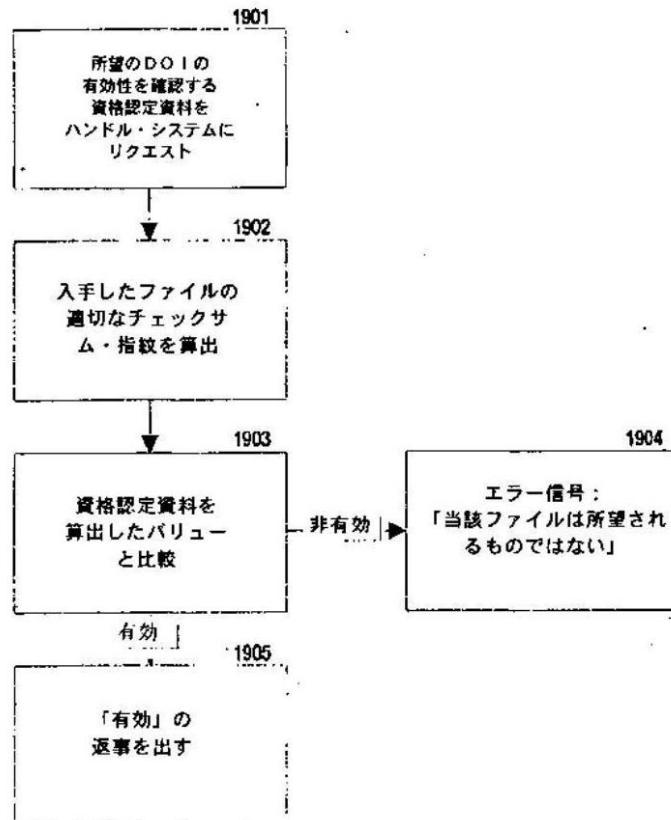 1901
所望のDOIの
有効性を確認する
資格認定資料を
ハンドル・システムに
リクエスト
1902
入手したファイルの
適切なチェックサ
ム・指紋を算出
1903
資格認定資料を
算出したバリュー
と比較
非有効
1904
エラー信号：
「当該ファイルは所望され
るものではない」
有効
1905
「有効」の
返事を出す